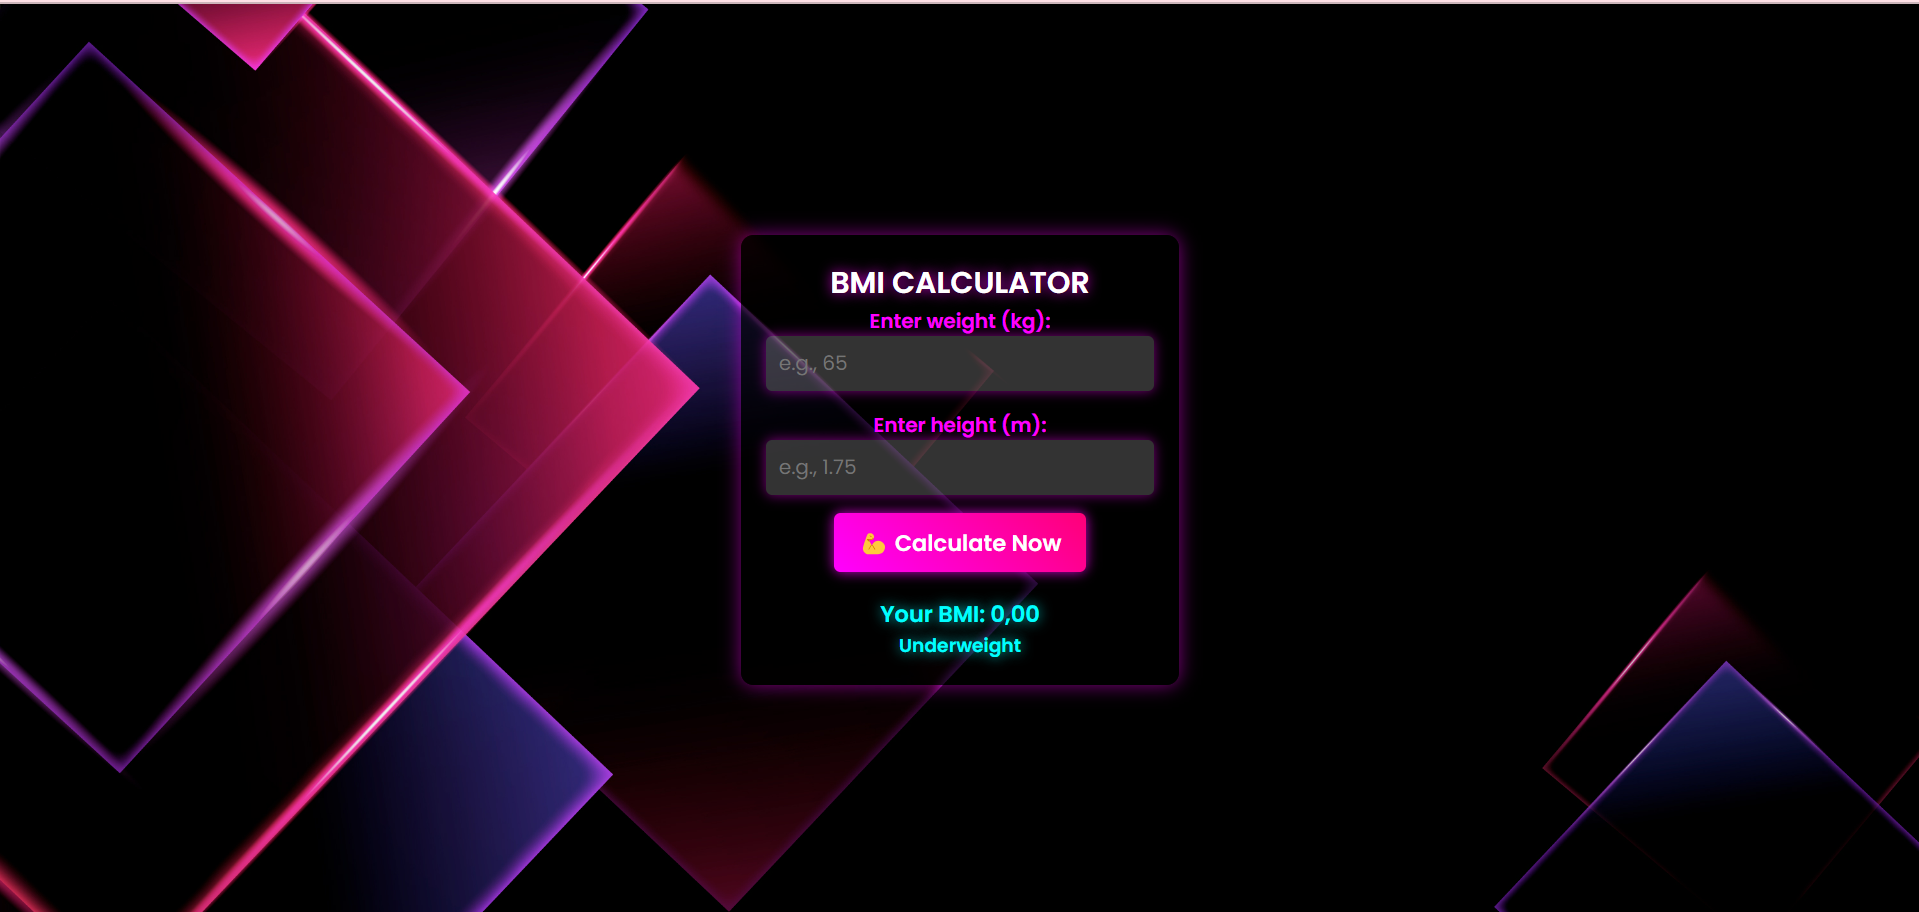 BMI CALCULATOR
Enter weight (kg):
e.g., 65
Enter height (m):
e.g., 1.75
💪 Calculate Now
Your BMI: 0,00
Underweight